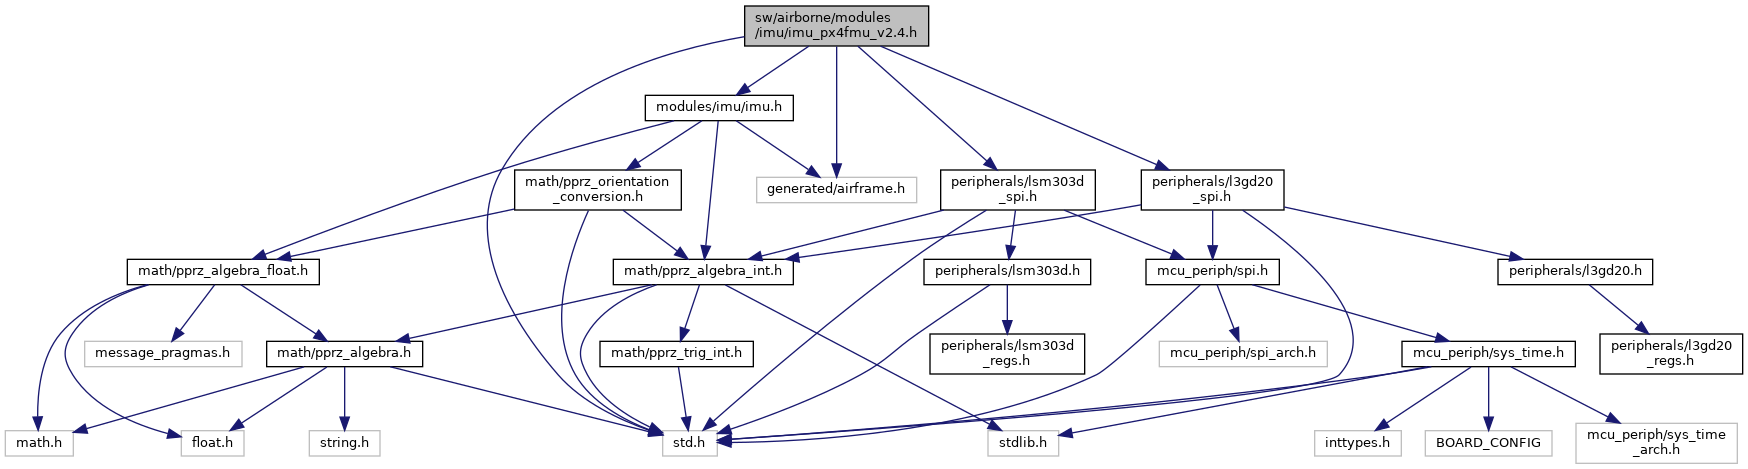 sw/airborne/modules
/imu/imu_px4fmu_v2.4.h
modules/imu/imu.h
math/pprz_orientation
_conversion.h
generated/airframe.h
peripherals/lsm303d
_spi.h
peripherals/l3gd20
_spi.h
math/pprz_algebra_float.h
math/pprz_algebra_int.h
peripherals/lsm303d.h
mcu_periph/spi.h
peripherals/l3gd20.h
message_pragmas.h
math/pprz_algebra.h
math/pprz_trig_int.h
peripherals/lsm303d
_regs.h
mcu_periph/spi_arch.h
mcu_periph/sys_time.h
peripherals/l3gd20
_regs.h
math.h
float.h
string.h
std.h
stdlib.h
inttypes.h
BOARD_CONFIG
mcu_periph/sys_time
_arch.h